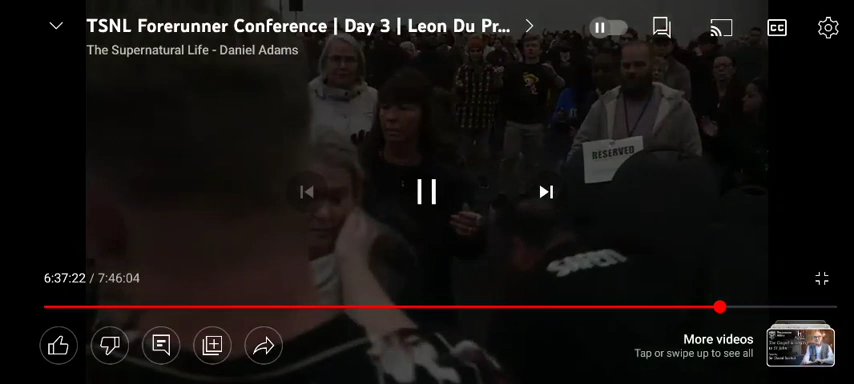 TSNL Forerunner Conference | Day 3 | Leon Du Pr...
The Supernatural Life - Daniel Adams
CC
RESERVED
6:37:22 / 7:46:04
More videos
Tap or swipe up to see all